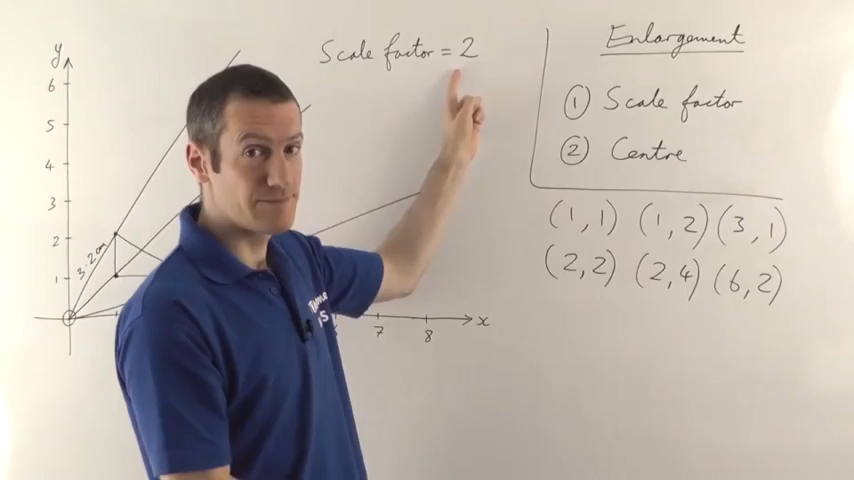 Scale factor = 2
Enlargement
① Scale factor
② Centre
(1,1) (1,2) (3,1)
(2,2) (2,4) (6,2)
y
6
5
4
3
2
1
3.2cm
7
8
x